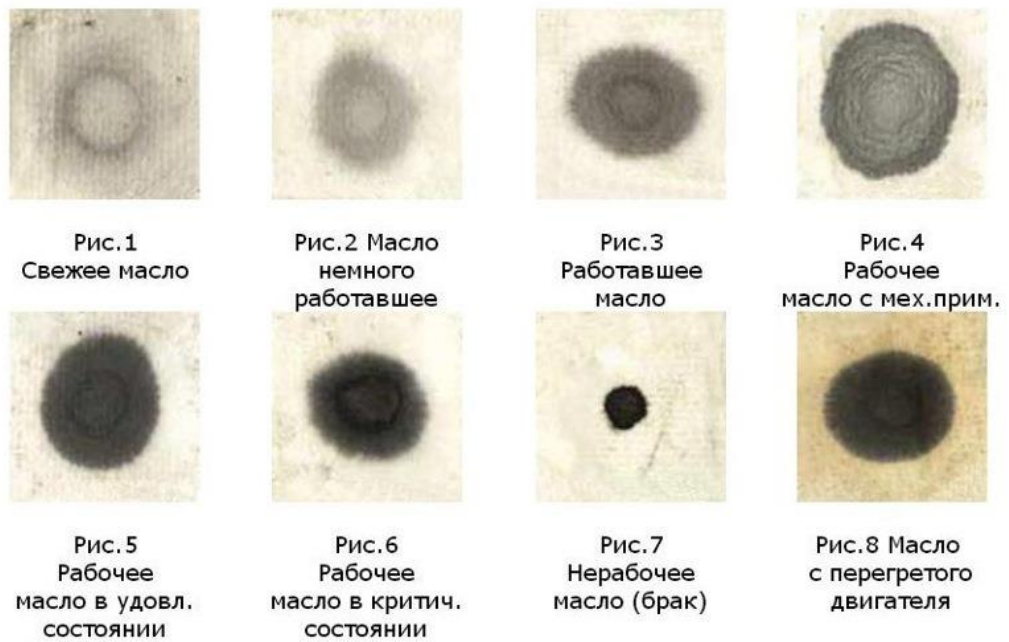 Рис.1
Свежее масло
Рис.2 Масло
немного
работавшее
Рис.3
Работавшее
масло
Рис.4
Рабочее
масло с мех.прим.
Рис.5
Рабочее
масло в удовл.
состоянии
Рис.6
Рабочее
масло в критич.
состоянии
Рис.7
Нерабочее
масло (брак)
Рис.8 Масло
с перегретого
двигателя